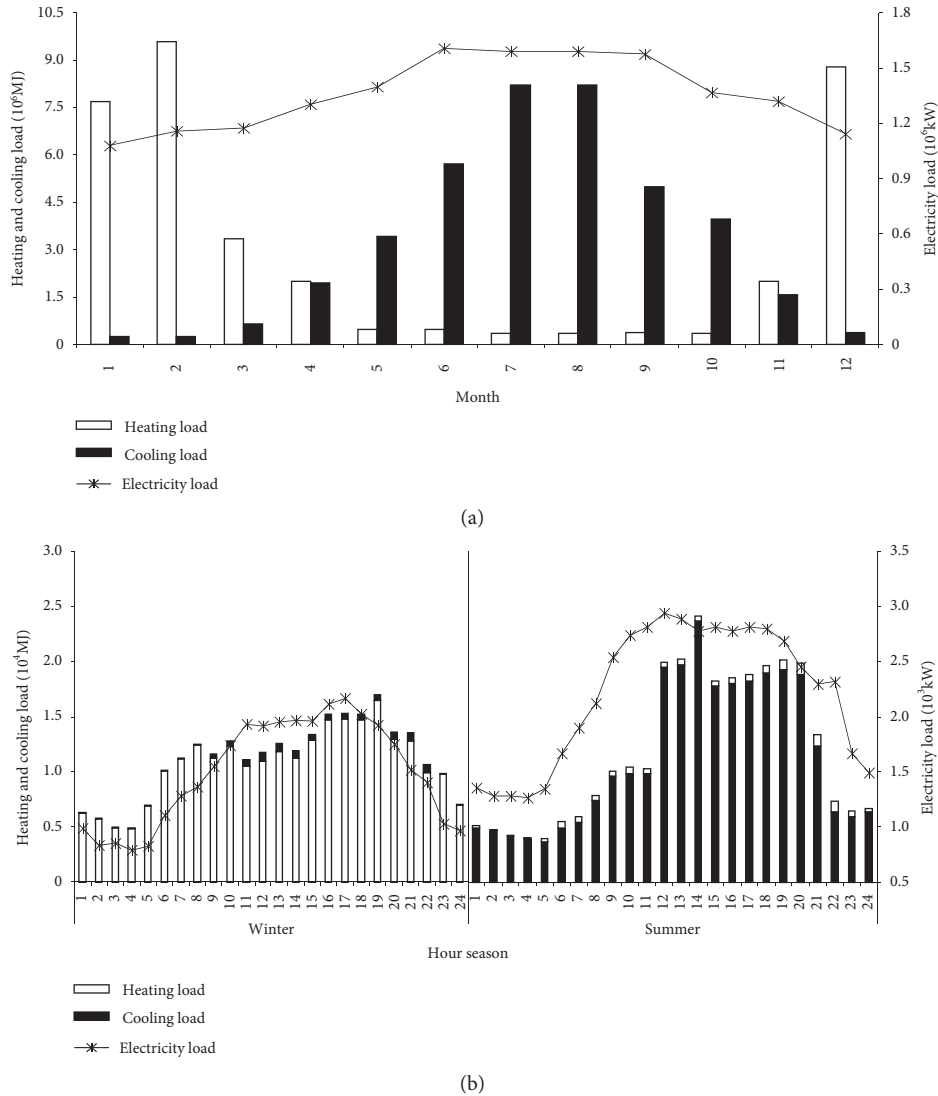 Heating and cooling load (10⁶MJ)
10.5
9.0
7.5
6.0
4.5
3.0
1.5
0
1.8
1.5
1.2
0.9
0.6
0.3
0
Electricity load (10⁶kW)
1 2 3 4 5 6 7 8 9 10 11 12
Month
Heating load
Cooling load
Electricity load
(a)
Heating and cooling load (10⁴MJ)
3.0
2.5
2.0
1.5
1.0
0.5
0
3.5
3.0
2.5
2.0
1.5
1.0
0.5
Electricity load (10³kW)
1 2 3 4 5 6 7 8 9 10 11 12 13 14 15 16 17 18 19 20 21 22 23 24 1 2 3 4 5 6 7 8 9 10 11 12 13 14 15 16 17 18 19 20 21 22 23 24
Winter Summer
Hour season
Heating load
Cooling load
Electricity load
(b)